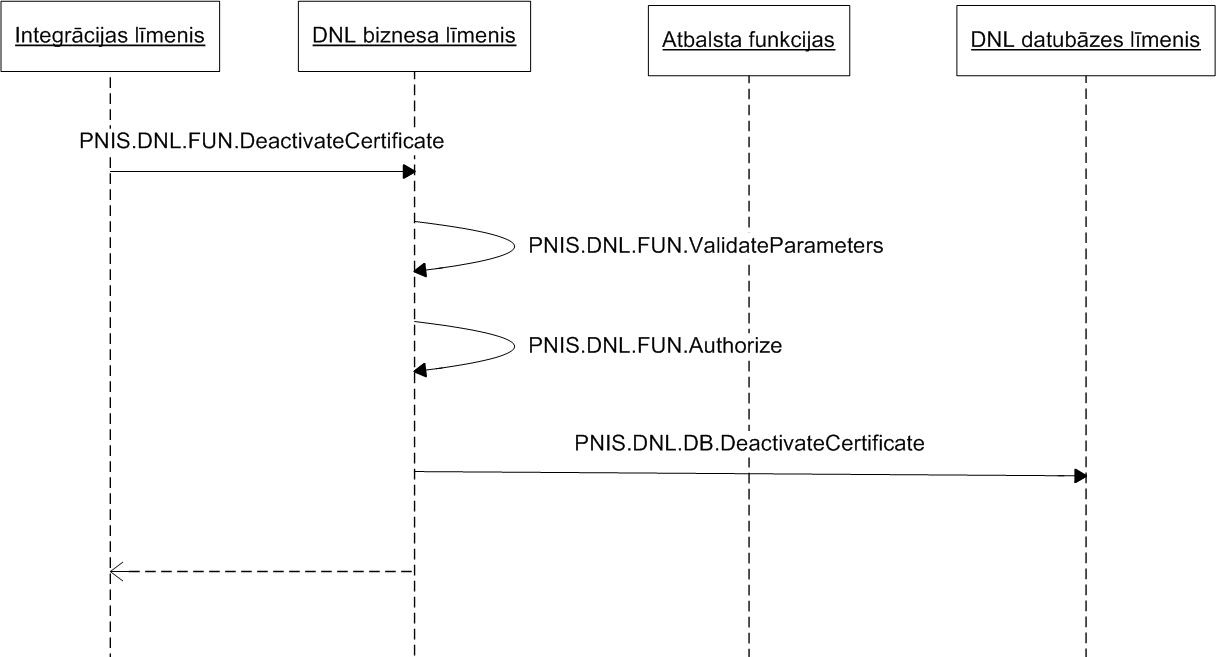 Integrācijas līmenis
DNL biznesa līmenis
Atbalsta funkcijas
DNL datubāzes līmenis
PNIS.DNL.FUN.DeactivateCertificate
PNIS.DNL.FUN.ValidateParameters
PNIS.DNL.FUN.Authorize
PNIS.DNL.DB.DeactivateCertificate